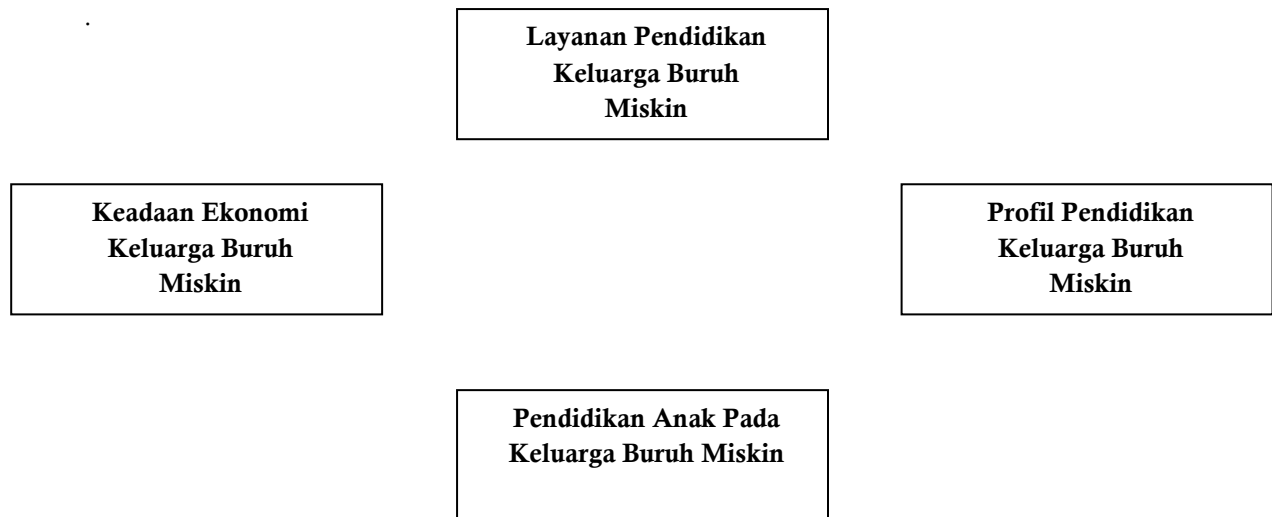 .
Layanan Pendidikan
Keluarga Buruh
Miskin
Keadaan Ekonomi
Keluarga Buruh
Miskin
Profil Pendidikan
Keluarga Buruh
Miskin
Pendidikan Anak Pada
Keluarga Buruh Miskin